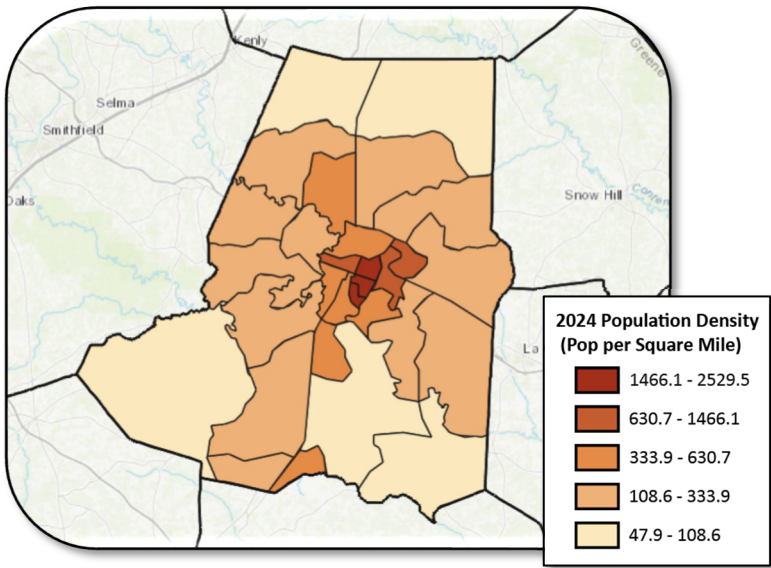 Kenly
Greene
Selma
Smithfield
Oaks
Snow Hill
La
2024 Population Density
(Pop per Square Mile)
1466.1 - 2529.5
630.7 - 1466.1
333.9 - 630.7
108.6 - 333.9
47.9 - 108.6